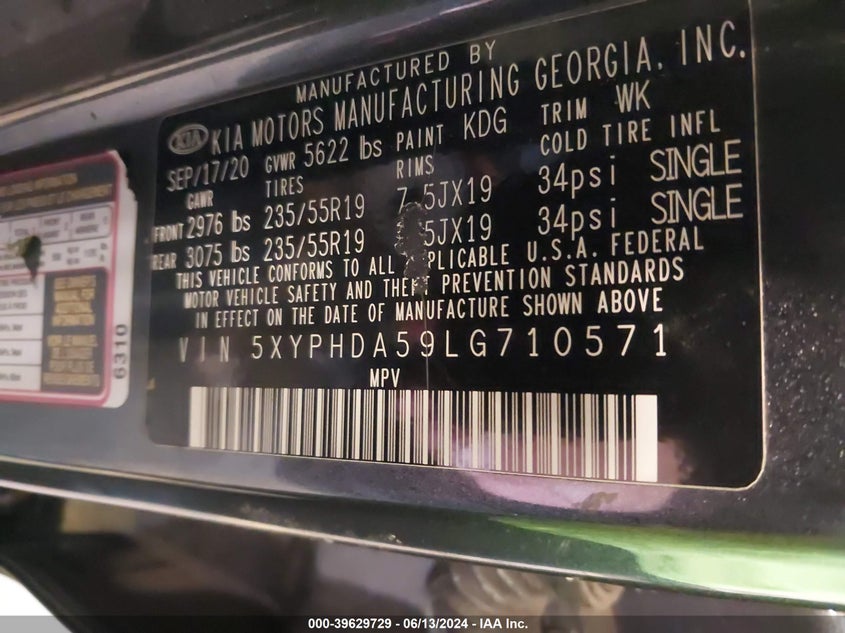 MANUFACTURED BY
KIA KIA MOTORS MANUFACTURING GEORGIA, INC.
SEP/17/20 GVWR 5622 lbs PAINT KDG TRIM WK
GAWR TIRES RIMS COLD TIRE INFL
FRONT 2976 lbs 235/55R19 7.5JX19 34psi SINGLE
REAR 3075 lbs 235/55R19 5JX19 34psi SINGLE
THIS VEHICLE CONFORMS TO ALL PLICABLE U.S.A. FEDERAL
MOTOR VEHICLE SAFETY AND THEF PREVENTION STANDARDS
IN EFFECT ON THE DATE OF MANUFACTURE SHOWN ABOVE
VIN 5XYPHDA59LG710571
MPV
6310
000-39629729 - 06/13/2024 - IAA Inc.